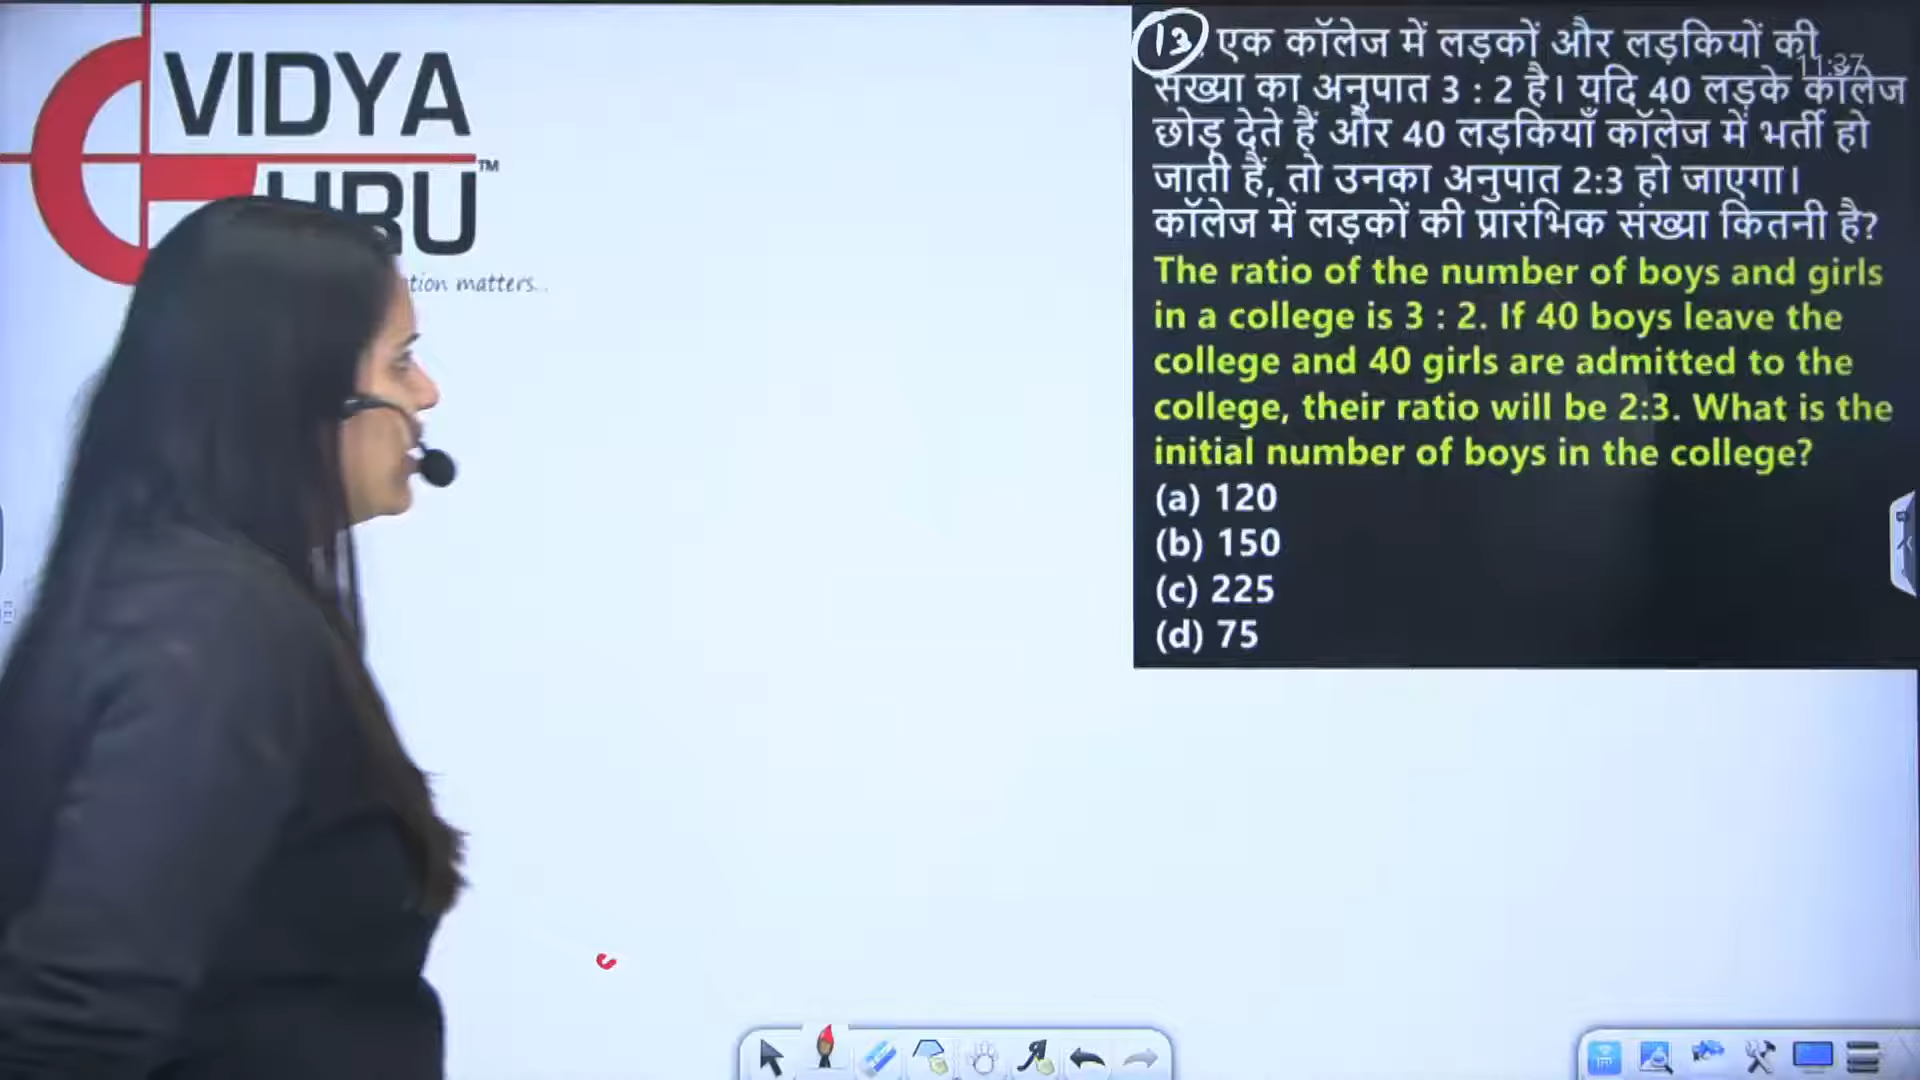 VIDYA
GURU™
tion matters...
13. एक कॉलेज में लड़कों और लड़कियों की
11:37
संख्या का अनुपात 3 : 2 है। यदि 40 लड़के कॉलेज
छोड़ देते हैं और 40 लड़कियाँ कॉलेज में भर्ती हो
जाती हैं, तो उनका अनुपात 2:3 हो जाएगा।
कॉलेज में लड़कों की प्रारंभिक संख्या कितनी है?
The ratio of the number of boys and girls
in a college is 3 : 2. If 40 boys leave the
college and 40 girls are admitted to the
college, their ratio will be 2:3. What is the
initial number of boys in the college?
(a) 120
(b) 150
(c) 225
(d) 75